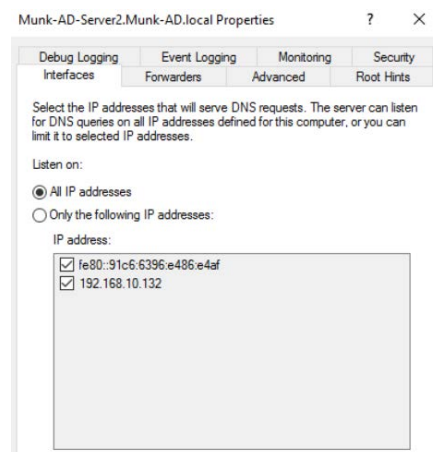 Munk-AD-Server2.Munk-AD.local Properties ? ×
Debug Logging Event Logging Monitoring Security
Interfaces Forwarders Advanced Root Hints
Select the IP addresses that will serve DNS requests. The server can listen
for DNS queries on all IP addresses defined for this computer, or you can
limit it to selected IP addresses.
Listen on:
All IP addresses
Only the following IP addresses:
IP address:
fe80::91c6:6396:e486:e4af
192.168.10.132